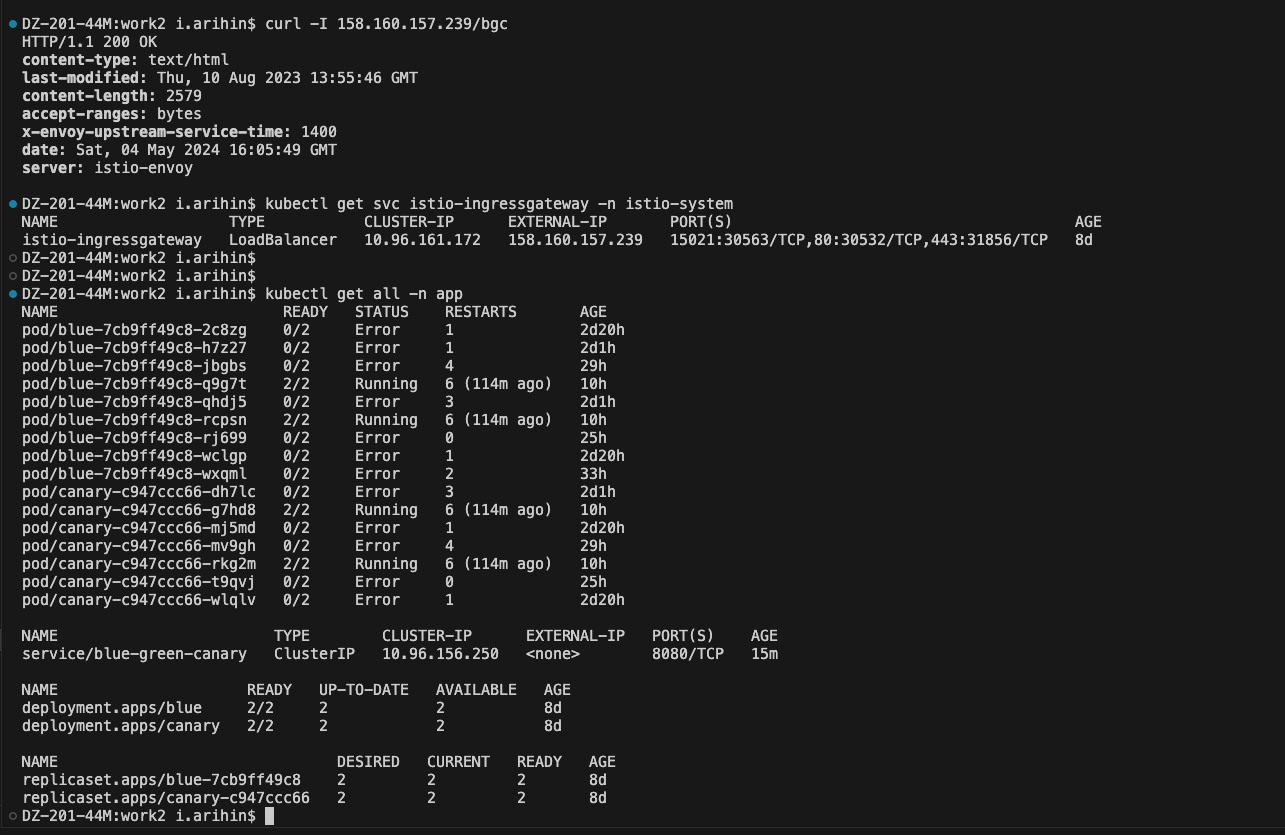 DZ-201-44M:work2 i.arihin$ curl -I 158.160.157.239/bgc
HTTP/1.1 200 OK
content-type: text/html
last-modified: Thu, 10 Aug 2023 13:55:46 GMT
content-length: 2579
accept-ranges: bytes
x-envoy-upstream-service-time: 1400
date: Sat, 04 May 2024 16:05:49 GMT
server: istio-envoy
DZ-201-44M:work2 i.arihin$ kubectl get svc istio-ingressgateway -n istio-system
NAME TYPE CLUSTER-IP EXTERNAL-IP PORT(S) AGE
istio-ingressgateway LoadBalancer 10.96.161.172 158.160.157.239 15021:30563/TCP,80:30532/TCP,443:31856/TCP 8d
DZ-201-44M:work2 i.arihin$
DZ-201-44M:work2 i.arihin$
DZ-201-44M:work2 i.arihin$ kubectl get all -n app
NAME READY STATUS RESTARTS AGE
pod/blue-7cb9ff49c8-2c8zg 0/2 Error 1 2d20h
pod/blue-7cb9ff49c8-h7z27 0/2 Error 1 2d1h
pod/blue-7cb9ff49c8-jbgbs 0/2 Error 4 29h
pod/blue-7cb9ff49c8-q9g7t 2/2 Running 6 (114m ago) 10h
pod/blue-7cb9ff49c8-qhdj5 0/2 Error 3 2d1h
pod/blue-7cb9ff49c8-rcpsn 2/2 Running 6 (114m ago) 10h
pod/blue-7cb9ff49c8-rj699 0/2 Error 0 25h
pod/blue-7cb9ff49c8-wclgp 0/2 Error 1 2d20h
pod/blue-7cb9ff49c8-wxqml 0/2 Error 2 33h
pod/canary-c947ccc66-dh7lc 0/2 Error 3 2d1h
pod/canary-c947ccc66-g7hd8 2/2 Running 6 (114m ago) 10h
pod/canary-c947ccc66-mj5md 0/2 Error 1 2d20h
pod/canary-c947ccc66-mv9gh 0/2 Error 4 29h
pod/canary-c947ccc66-rkg2m 2/2 Running 6 (114m ago) 10h
pod/canary-c947ccc66-t9qvj 0/2 Error 0 25h
pod/canary-c947ccc66-wlqlv 0/2 Error 1 2d20h
NAME TYPE CLUSTER-IP EXTERNAL-IP PORT(S) AGE
service/blue-green-canary ClusterIP 10.96.156.250 <none> 8080/TCP 15m
NAME READY UP-TO-DATE AVAILABLE AGE
deployment.apps/blue 2/2 2 2 8d
deployment.apps/canary 2/2 2 2 8d
NAME DESIRED CURRENT READY AGE
replicaset.apps/blue-7cb9ff49c8 2 2 2 8d
replicaset.apps/canary-c947ccc66 2 2 2 8d
DZ-201-44M:work2 i.arihin$